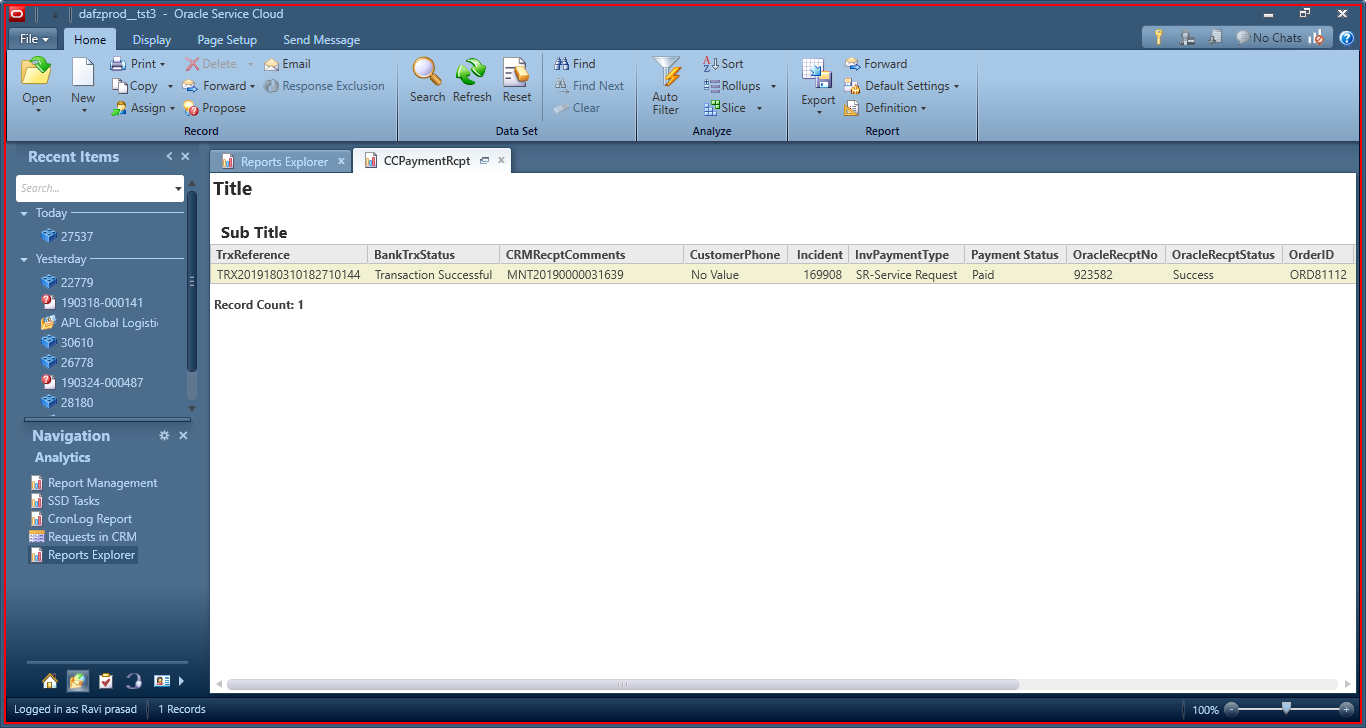 dafzprod__tst3 - Oracle Service Cloud
File Home Display Page Setup Send Message No Chats
Open New Print Copy Assign Delete Forward Propose Email Response Exclusion Record
Search Refresh Reset Find Find Next Clear Data Set
Auto Filter Sort Rollups Slice Analyze
Export Forward Default Settings Definition Report
Recent Items
Search...
Today
27537
Yesterday
22779
190318-000141
APL Global Logisti
30610
26778
190324-000487
28180
Navigation
Analytics
Report Management
SSD Tasks
CronLog Report
Requests in CRM
Reports Explorer
Reports Explorer x CCPaymentRcpt x
Title
Sub Title
TrxReference BankTrxStatus CRMRecptComments CustomerPhone Incident InvPaymentType Payment Status OracleRecptNo OracleRecptStatus OrderID
TRX2019180310182710144 Transaction Successful MNT20190000031639 No Value 169908 SR-Service Request Paid 923582 Success ORD81112
Record Count: 1
Logged in as: Ravi prasad 1 Records 100%